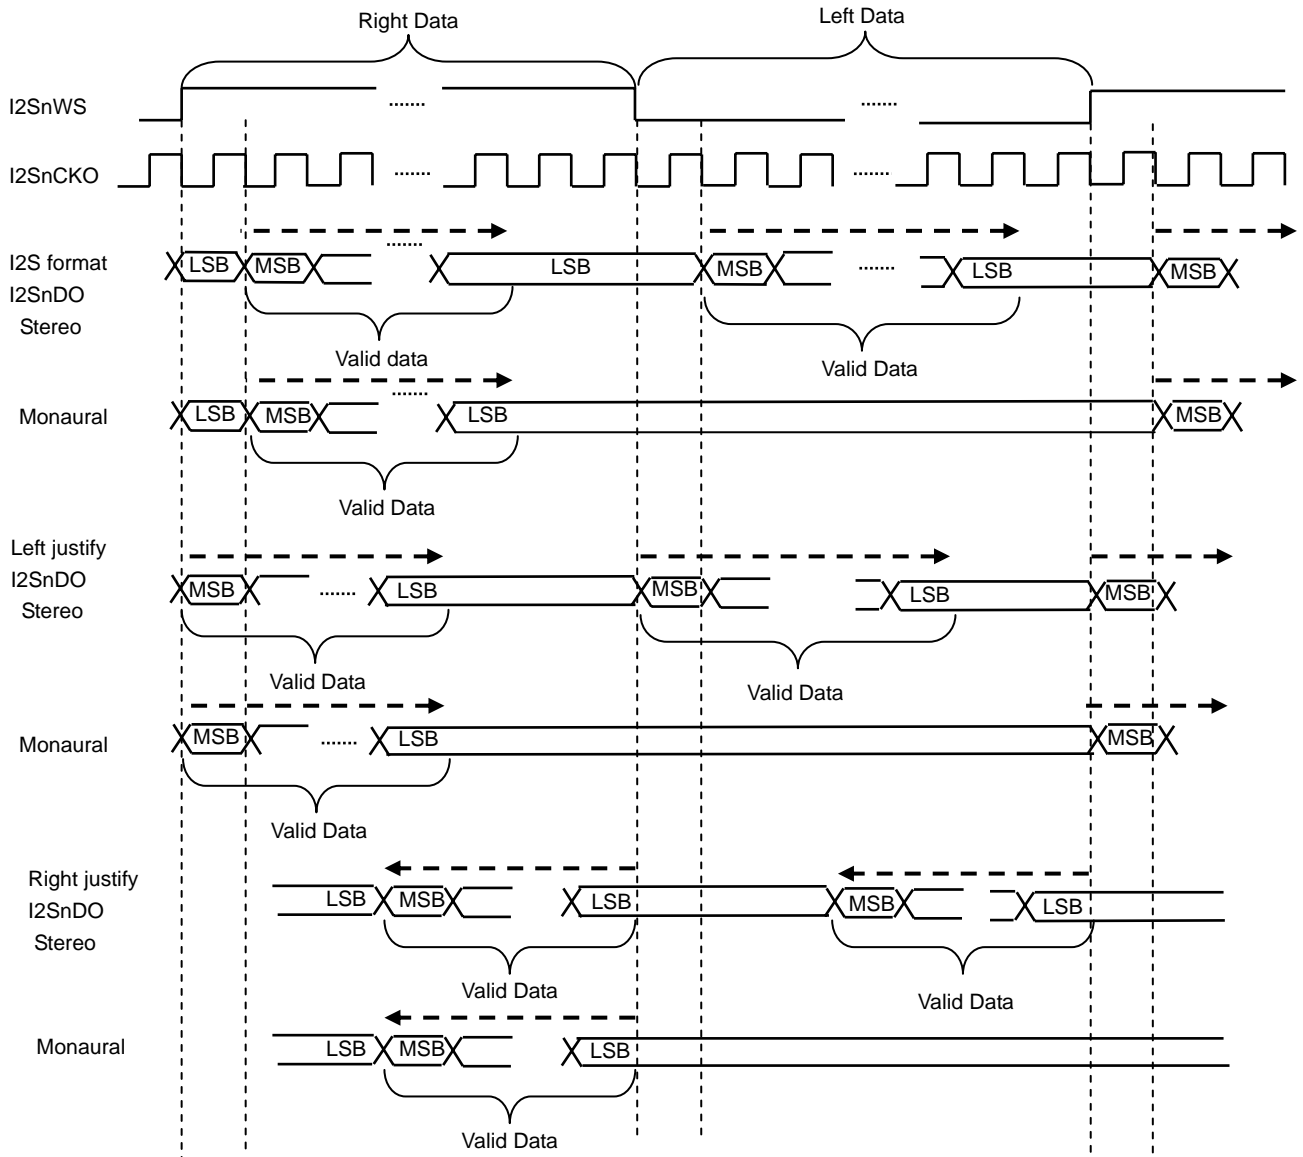 Right Data
Left Data
I2SnWS
........
........
I2SnCKO
........
........
I2S format
I2SnDO
Stereo
LSB
MSB
........
LSB
MSB
........
LSB
MSB
Valid data
Valid Data
Monaural
LSB
MSB
........
LSB
MSB
Valid Data
Left justify
I2SnDO
Stereo
MSB
........
LSB
MSB
LSB
MSB
Valid Data
Valid Data
Monaural
MSB
........
LSB
MSB
Valid Data
Right justify
I2SnDO
Stereo
LSB
MSB
LSB
MSB
LSB
Valid Data
Valid Data
Monaural
LSB
MSB
LSB
Valid Data